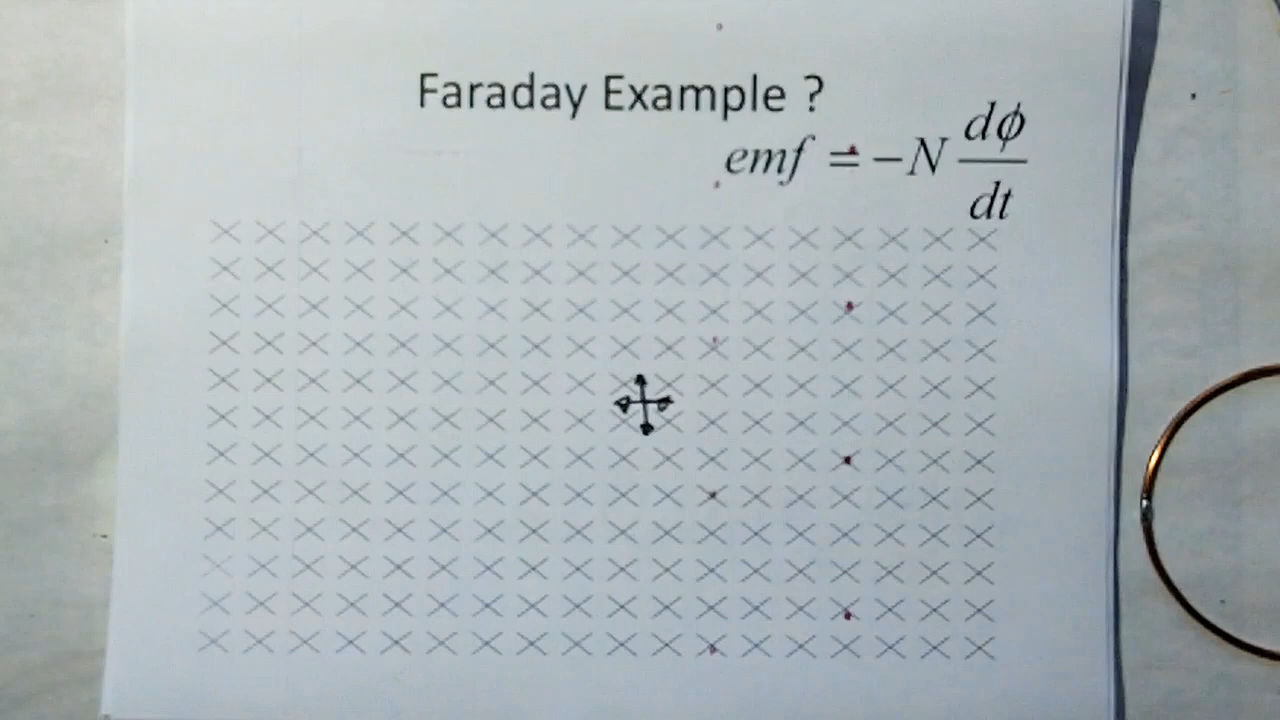 Faraday Example ?
emf = −N dϕ/dt